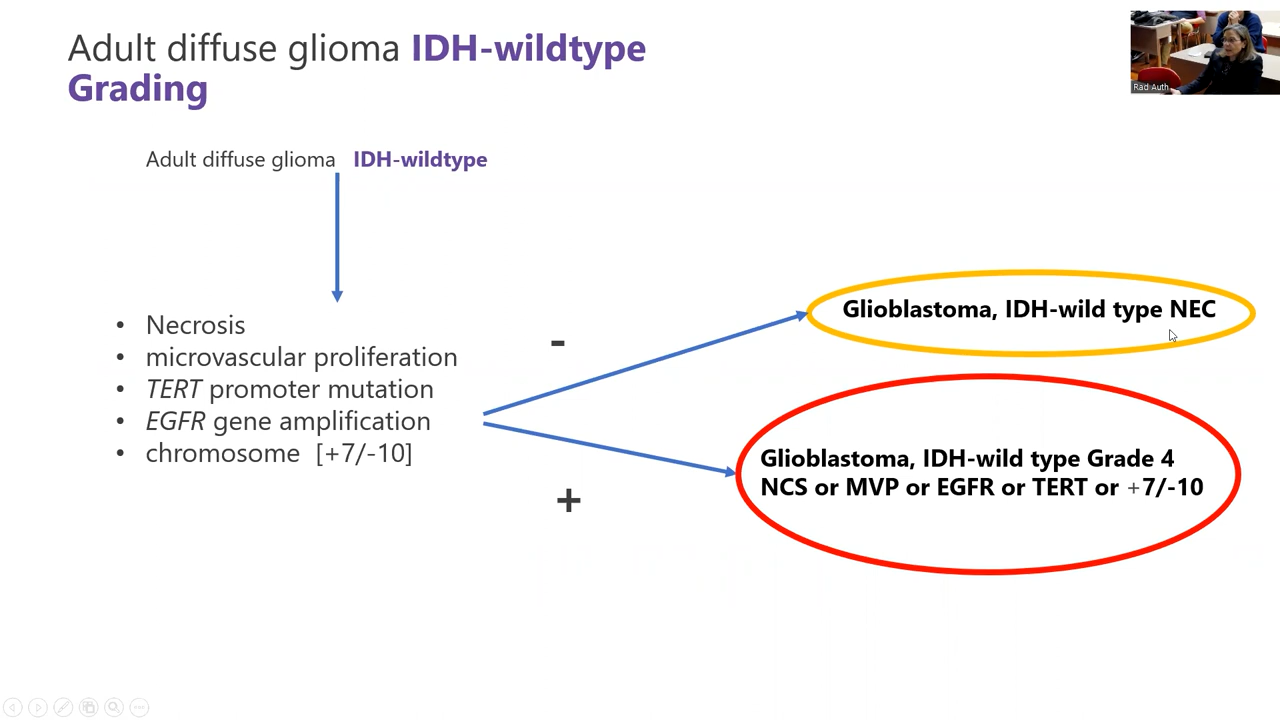 Adult diffuse glioma IDH-wildtype
Grading
Rad Auth
Adult diffuse glioma IDH-wildtype
• Necrosis
• microvascular proliferation
• TERT promoter mutation
• EGFR gene amplification
• chromosome [+7/-10]
-
+
Glioblastoma, IDH-wild type NEC
Glioblastoma, IDH-wild type Grade 4
NCS or MVP or EGFR or TERT or +7/-10